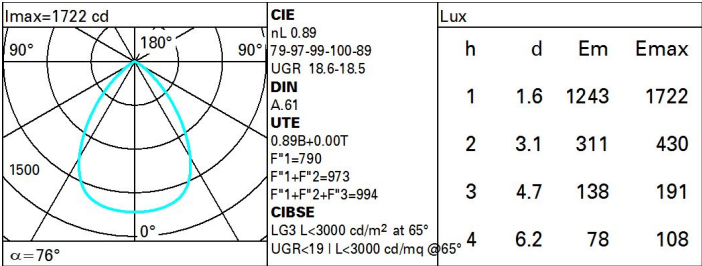 Imax=1722 cd
90° 180° 90°
1500
0°
α=76°
CIE
nL 0.89
79-97-99-100-89
UGR 18.6-18.5
DIN
A.61
UTE
0.89B+0.00T
F"1=790
F"1+F"2=973
F"1+F"2+F"3=994
CIBSE
LG3 L<3000 cd/m² at 65°
UGR<19 | L<3000 cd/mq @65°
Lux
h d Em Emax
1 1.6 1243 1722
2 3.1 311 430
3 4.7 138 191
4 6.2 78 108